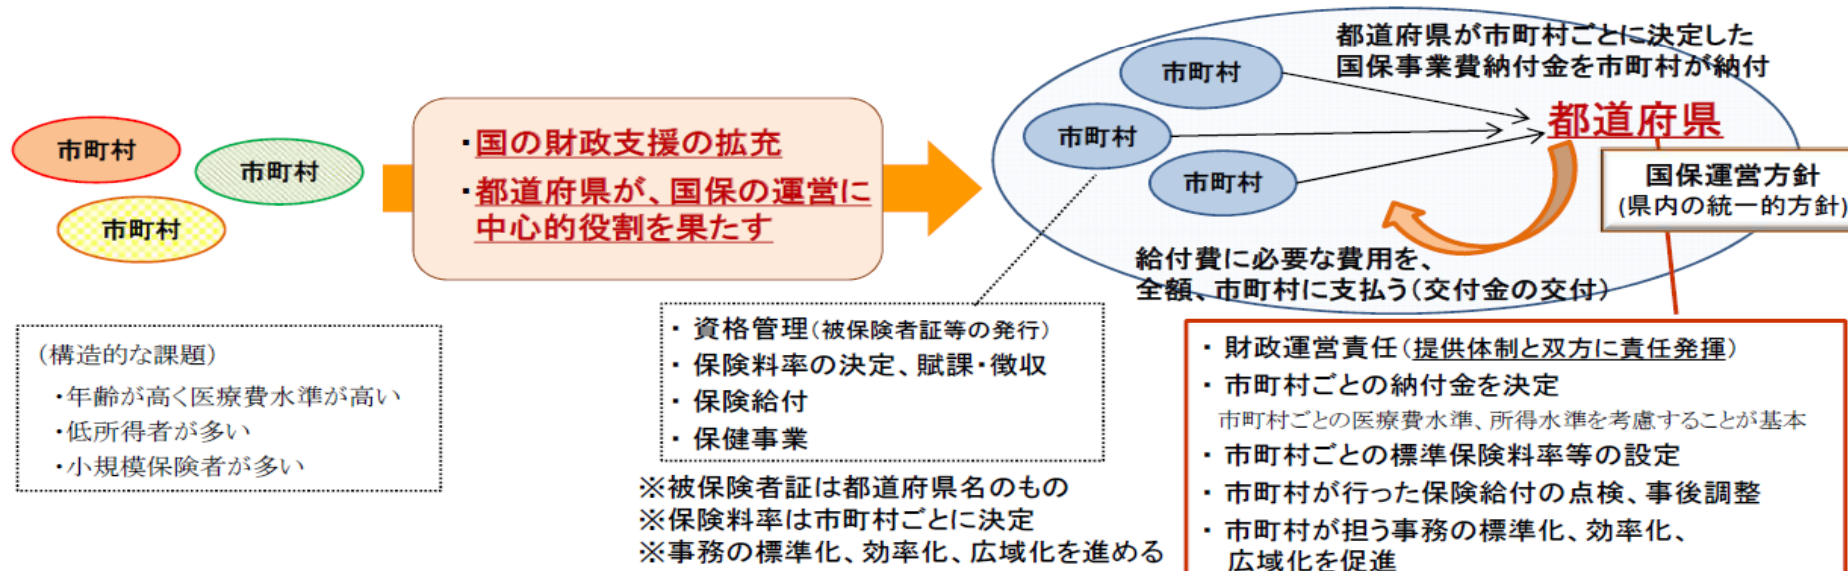 市町村
市町村
市町村
(構造的な課題)
・年齢が高く医療費水準が高い
・低所得者が多い
・小規模保険者が多い
・国の財政支援の拡充
・都道府県が、国保の運営に
中心的役割を果たす
都道府県が市町村ごとに決定した
国保事業費納付金を市町村が納付
市町村
市町村
市町村
都道府県
国保運営方針
(県内の統一的方針)
給付費に必要な費用を、
全額、市町村に支払う(交付金の交付)
・ 資格管理(被保険者証等の発行)
・ 保険料率の決定、賦課・徴収
・ 保険給付
・ 保健事業
※被保険者証は都道府県名のもの
※保険料率は市町村ごとに決定
※事務の標準化、効率化、広域化を進める
・ 財政運営責任(提供体制と双方に責任発揮)
・ 市町村ごとの納付金を決定
市町村ごとの医療費水準、所得水準を考慮することが基本
・ 市町村ごとの標準保険料率等の設定
・ 市町村が行った保険給付の点検、事後調整
・ 市町村が担う事務の標準化、効率化、
広域化を促進